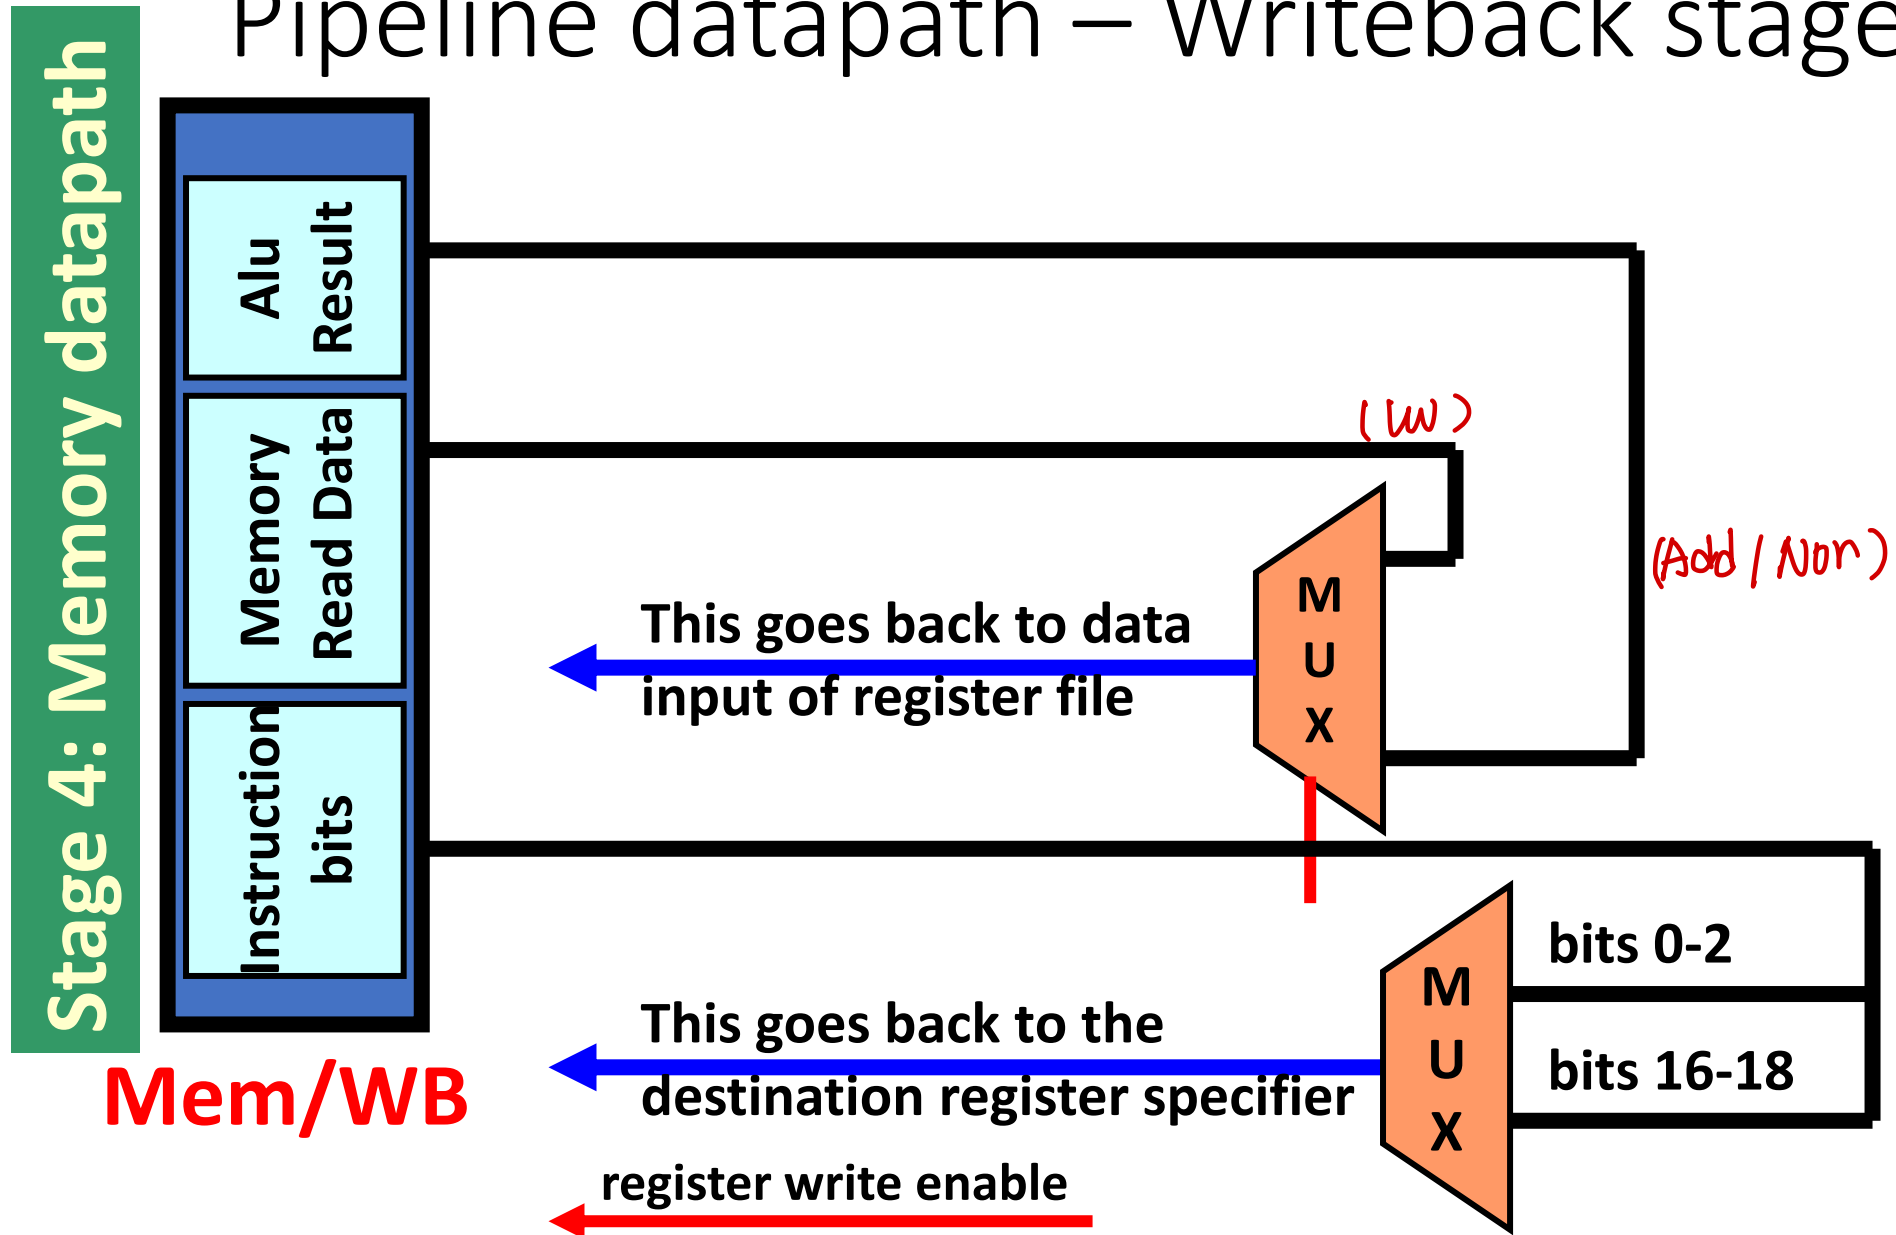 Pipeline datapath – Writeback stage
Stage 4: Memory datapath
Alu
Result
Memory
Read Data
Instruction
bits
Mem/WB
(LW)
(Add / Nor)
M
U
X
This goes back to data
input of register file
bits 0-2
bits 16-18
M
U
X
This goes back to the
destination register specifier
register write enable